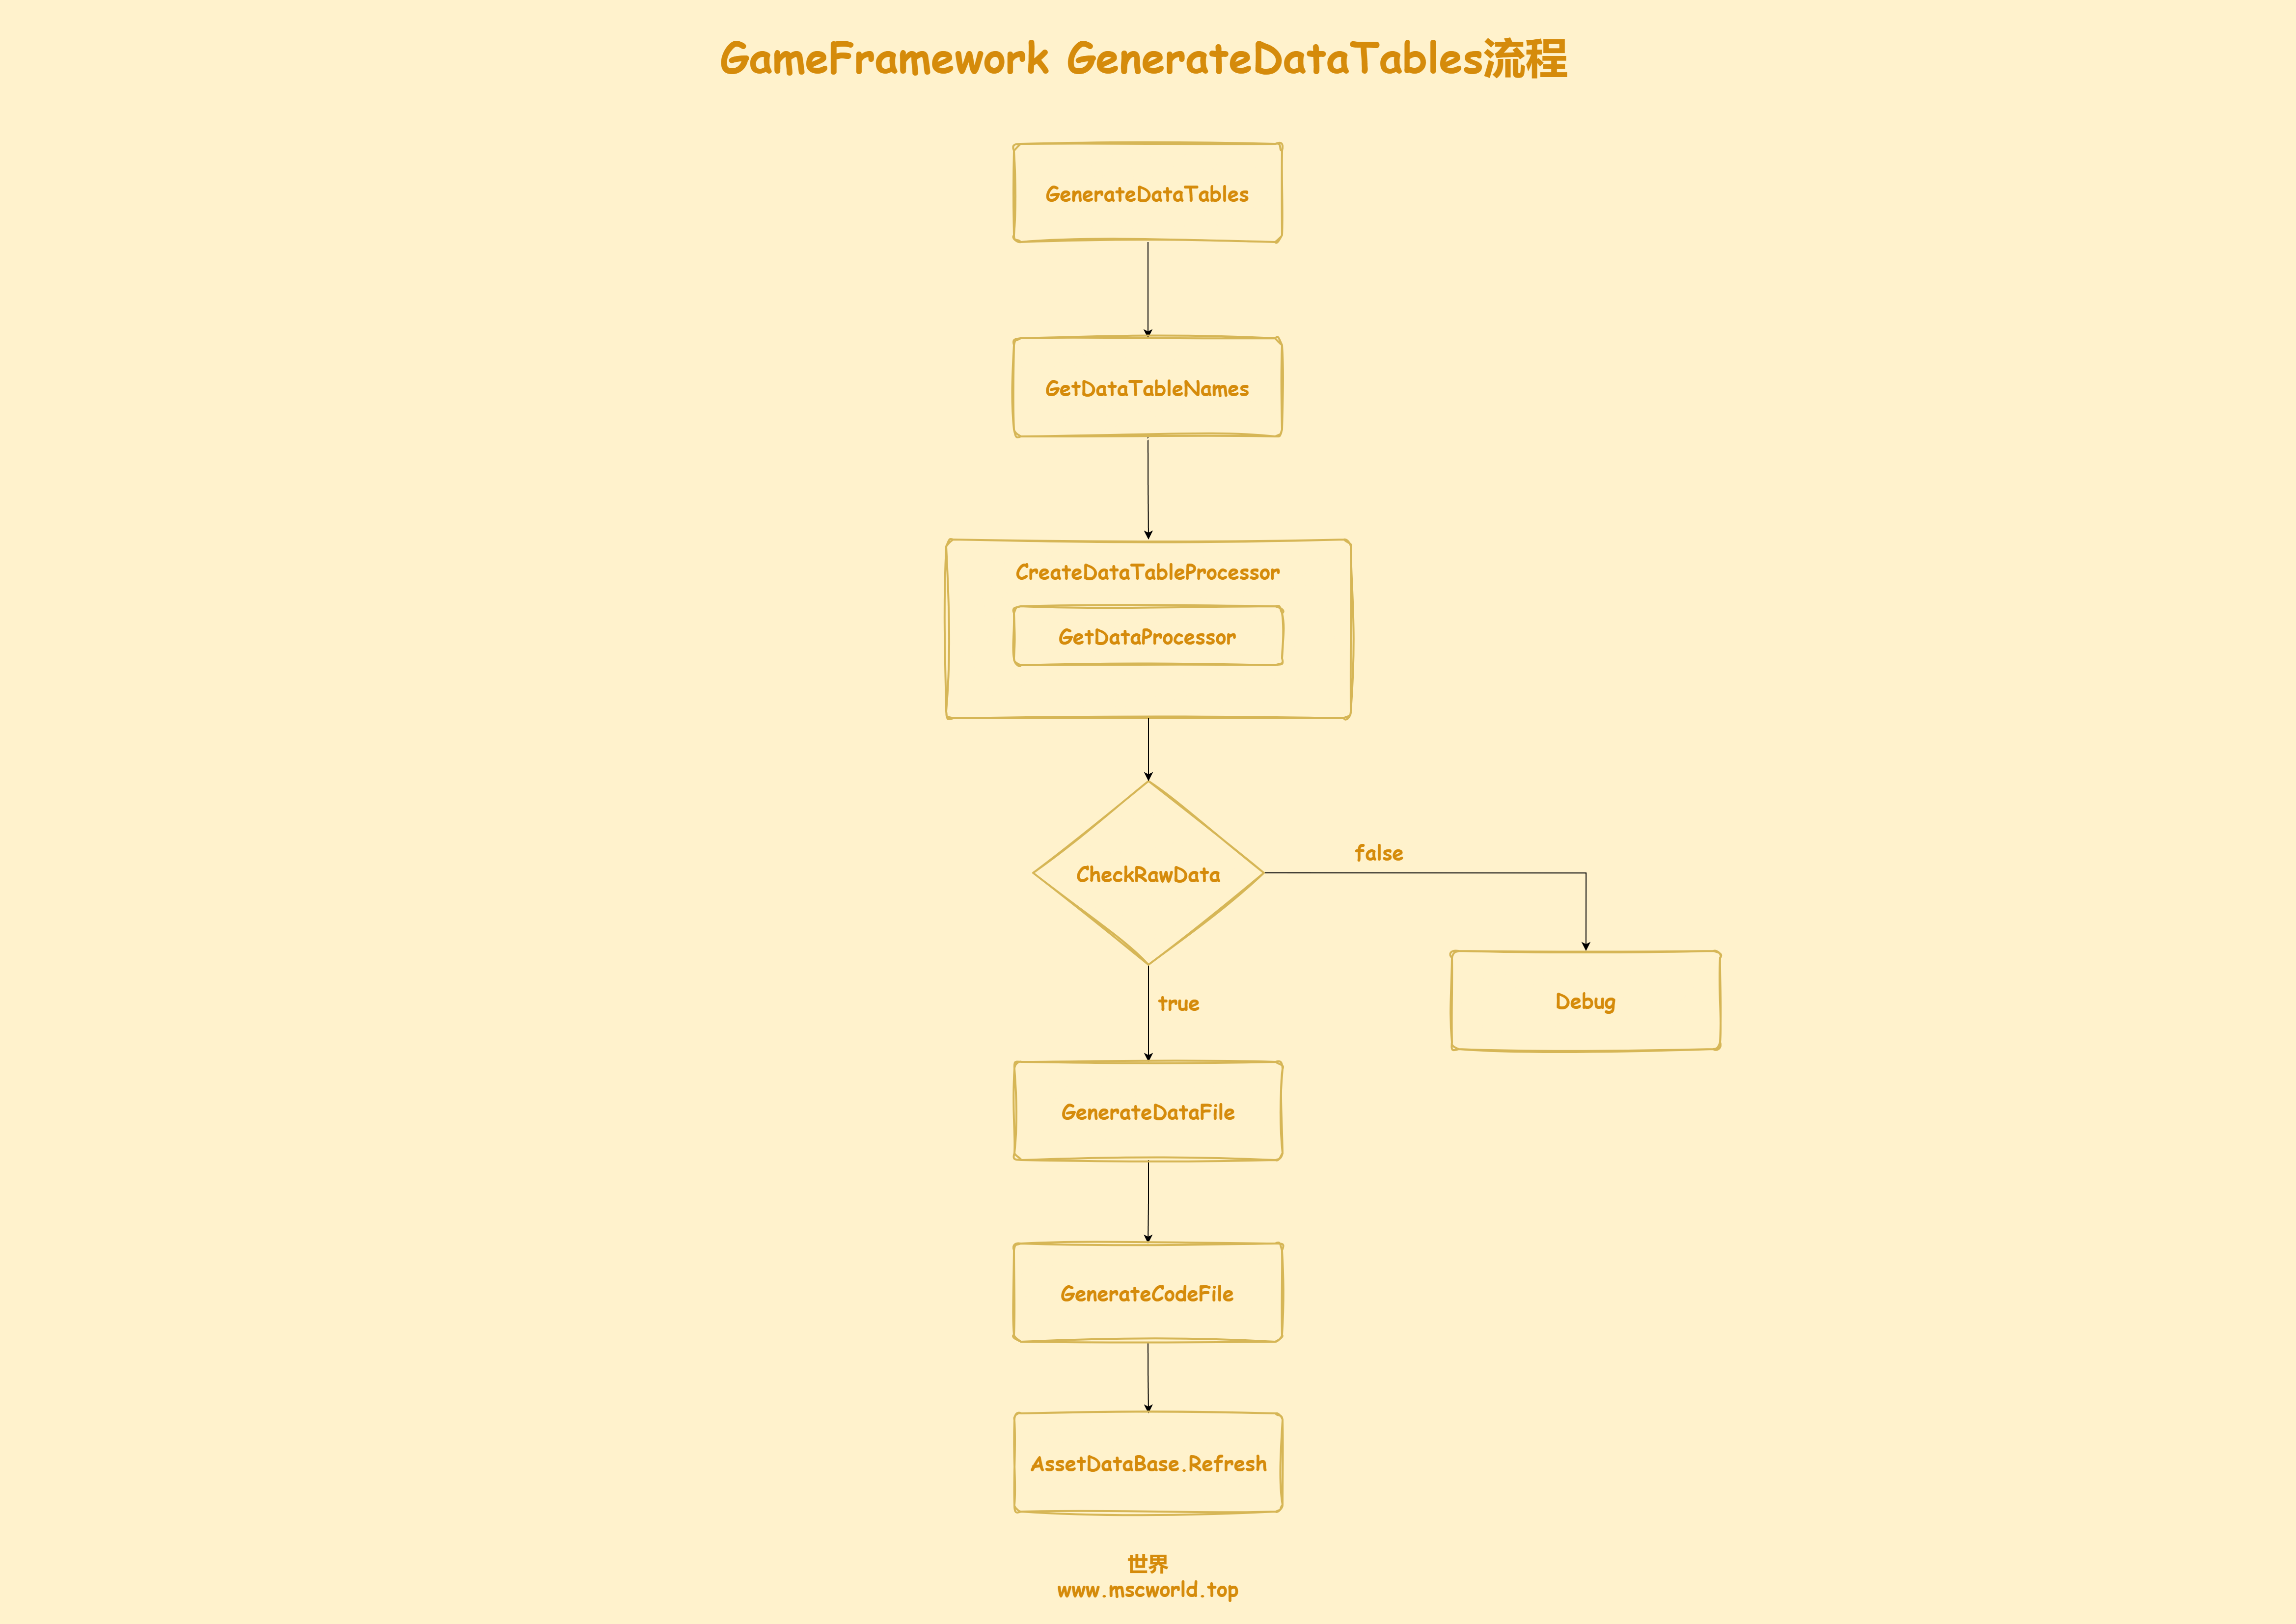 GameFramework GenerateDataTables流程
GenerateDataTables
GetDataTableNames
CreateDataTableProcessor
GetDataProcessor
CheckRawData
false
Debug
true
GenerateDataFile
GenerateCodeFile
AssetDataBase.Refresh
世界
www.mscworld.top